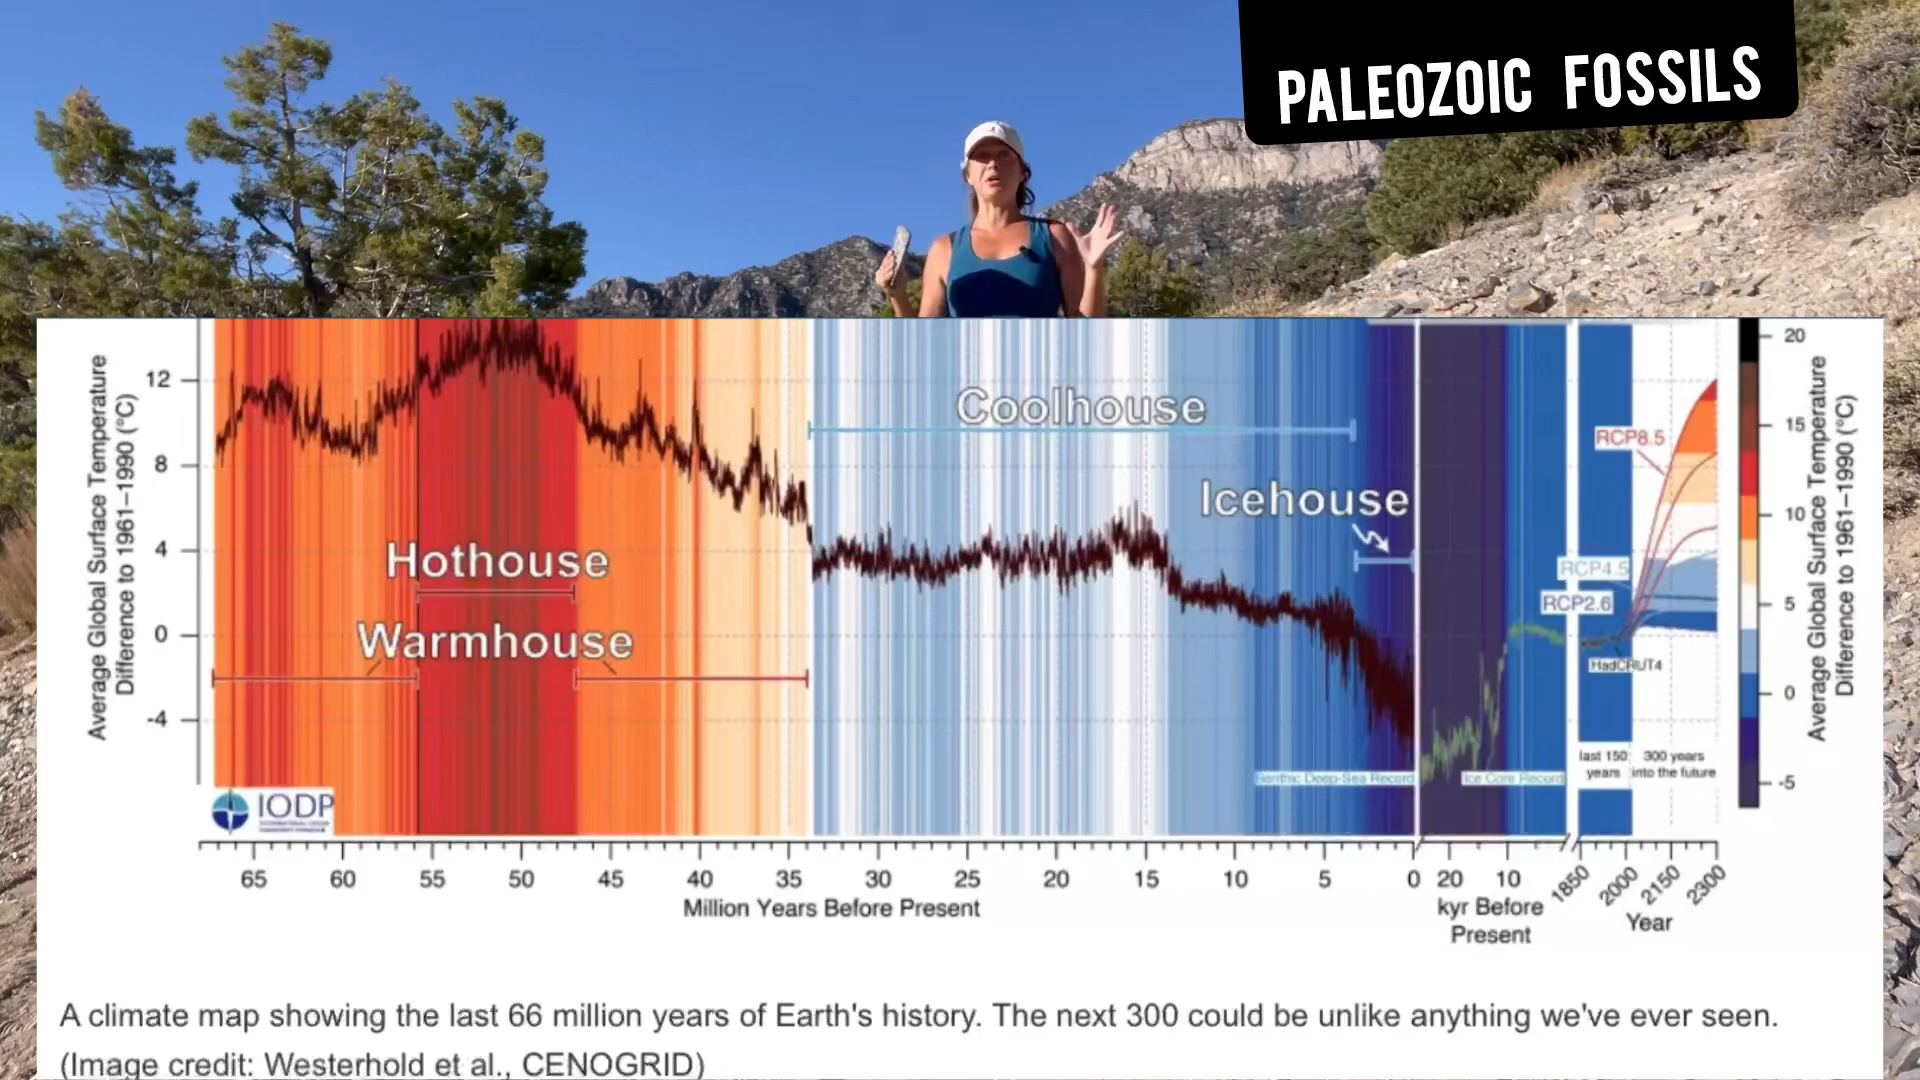 PALEOZOIC FOSSILS
Average Global Surface Temperature
Difference to 1961–1990 (°C)
12
8
4
0
-4
Hothouse
Warmhouse
Coolhouse
Icehouse
RCP8.5
RCP4.5
RCP2.6
HadCRUT4
Benthic Deep-Sea Record
Ice Core Record
last 150
years
300 years
into the future
IODP
20
15
10
5
0
-5
Average Global Surface Temperature
Difference to 1961–1990 (°C)
65 60 55 50 45 40 35 30 25 20 15 10 5 0 20 10 1850 2000 2150 2300
Million Years Before Present
kyr Before
Present
Year
A climate map showing the last 66 million years of Earth's history. The next 300 could be unlike anything we've ever seen.
(Image credit: Westerhold et al., CENOGRID)